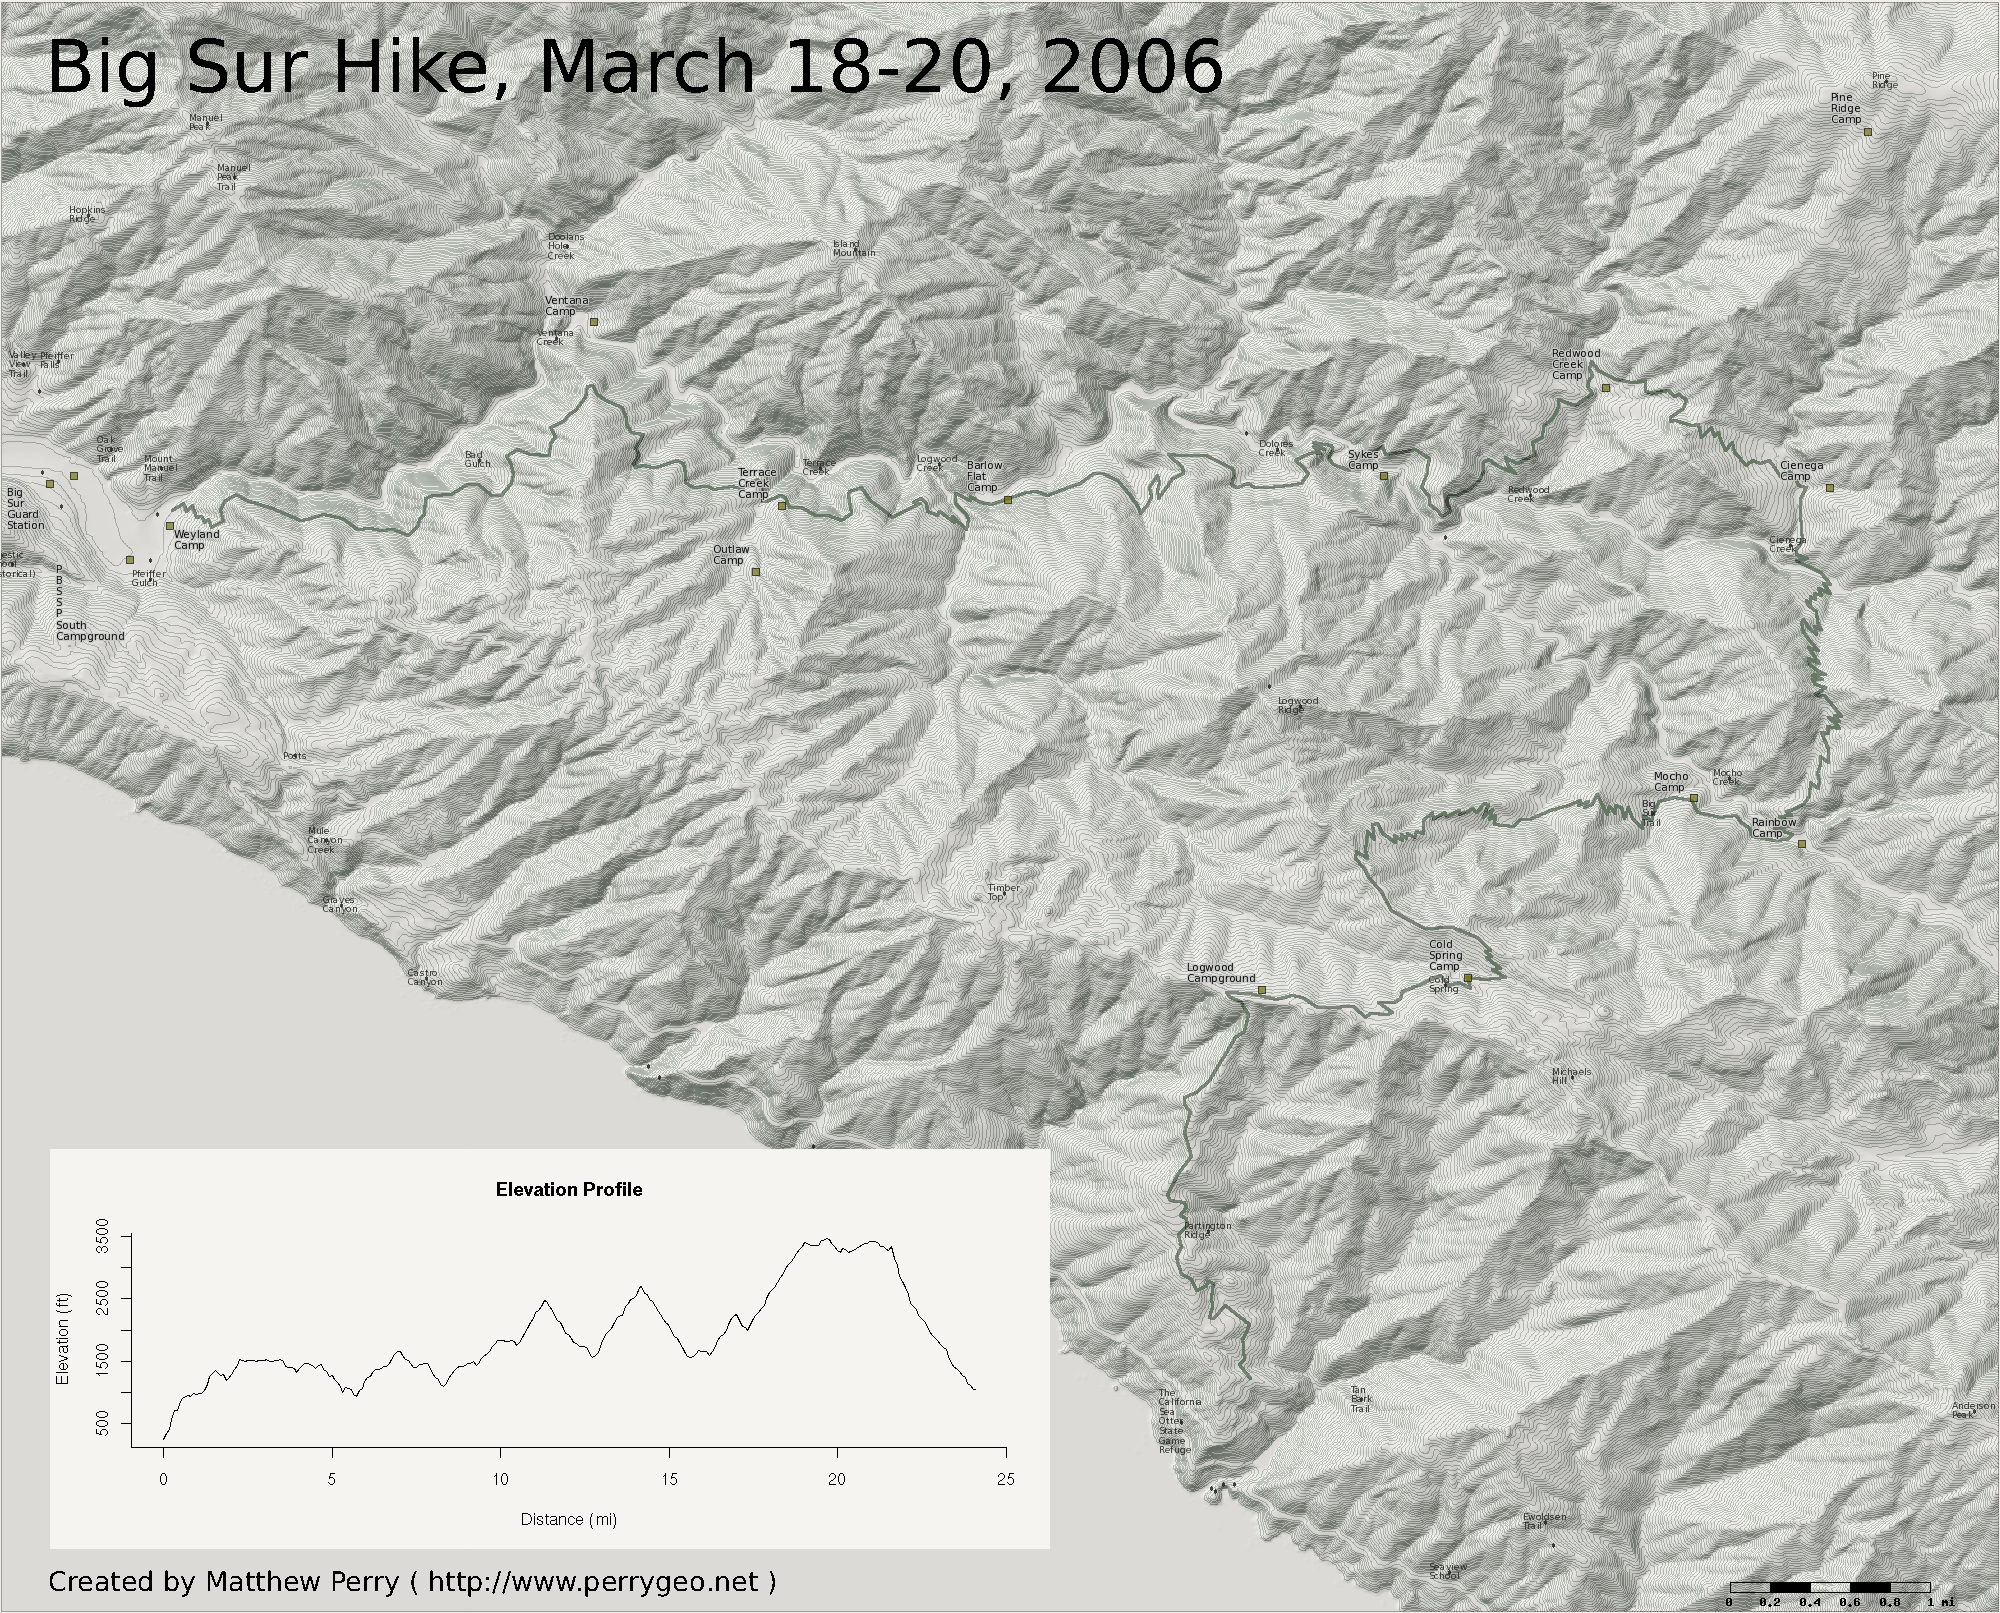 Big Sur Hike, March 18-20, 2006
Pine
Ridge
Pine
Ridge
Camp
Manuel
Peak
Manuel
Peak
Trail
Hopkins
Ridge
Doolans
Hole
Creek
Island
Mountain
Ventana
Camp
Ventana
Creek
Valley
View
Trail
Pfeiffer
Falls
Redwood
Creek
Camp
Oak
Grove
Trail
Mount
Manuel
Trail
Bad
Gulch
Terrace
Creek
Camp
Terrace
Creek
Logwood
Creek
Barlow
Flat
Camp
Dolores
Creek
Sykes
Camp
Redwood
Creek
Cienega
Camp
Big
Sur
Guard
Station
Weyland
Camp
Outlaw
Camp
Cienega
Creek
estic
ool
storical)
Pfeiffer
Gulch
P
B
S
S
P
South
Campground
Logwood
Ridge
Posts
Mocho
Camp
Mocho
Creek
Big
Sur
Trail
Rainbow
Camp
Mule
Canyon
Creek
Timber
Top
Graves
Canyon
Cold
Spring
Camp
Cold
Spring
Logwood
Campground
Castro
Canyon
Michaels
Hill
Partington
Ridge
Elevation Profile
Elevation (ft)
3500
2500
1500
500
0 5 10 15 20 25
Distance (mi)
The
California
Sea
Otter
State
Game
Refuge
Tan
Bark
Trail
Anderson
Peak
Ewoldsen
Trail
Seaview
School
Created by Matthew Perry ( http://www.perrygeo.net )
0 0.2 0.4 0.6 0.8 1 mi